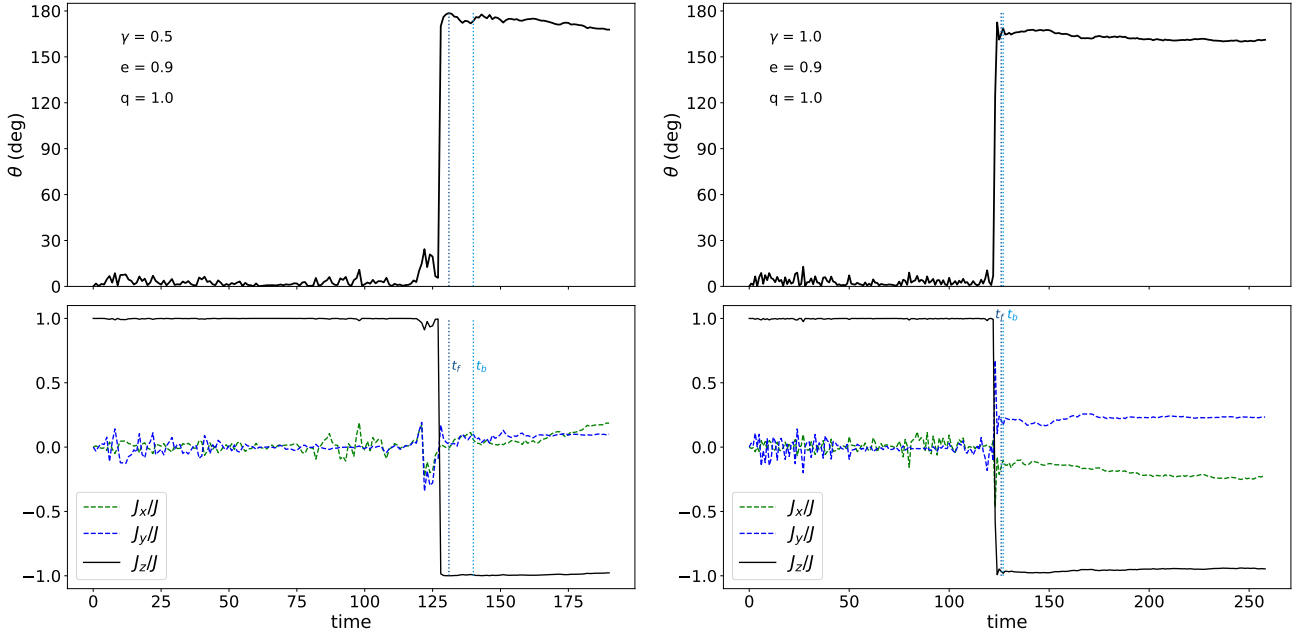 180
150
120
90
60
30
0
θ (deg)
γ = 0.5
e = 0.9
q = 1.0
180
150
120
90
60
30
0
θ (deg)
γ = 1.0
e = 0.9
q = 1.0
1.0
0.5
0.0
−0.5
−1.0
t_f
t_b
J_x/J
J_y/J
J_z/J
0 25 50 75 100 125 150 175
time
1.0
0.5
0.0
−0.5
−1.0
t_f t_b
J_x/J
J_y/J
J_z/J
0 50 100 150 200 250
time